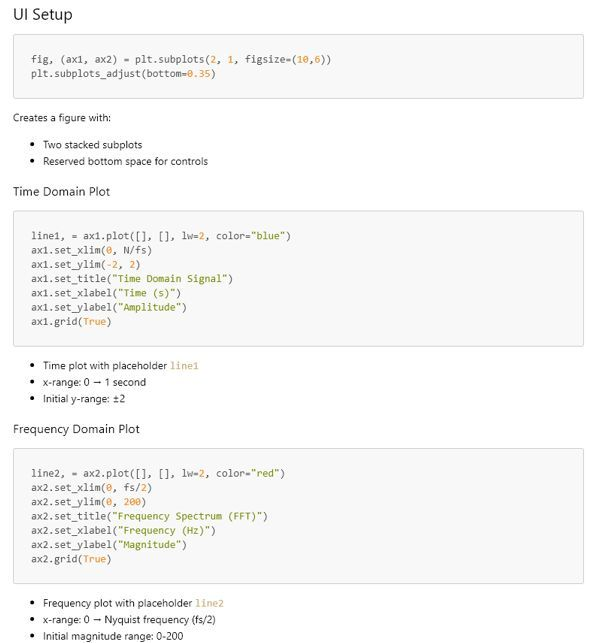 UI Setup
fig, (ax1, ax2) = plt.subplots(2, 1, figsize=(10,6))
plt.subplots_adjust(bottom=0.35)
Creates a figure with:
• Two stacked subplots
• Reserved bottom space for controls
Time Domain Plot
line1, = ax1.plot([], [], lw=2, color="blue")
ax1.set_xlim(0, N/fs)
ax1.set_ylim(-2, 2)
ax1.set_title("Time Domain Signal")
ax1.set_xlabel("Time (s)")
ax1.set_ylabel("Amplitude")
ax1.grid(True)
• Time plot with placeholder line1
• x-range: 0 → 1 second
• Initial y-range: ±2
Frequency Domain Plot
line2, = ax2.plot([], [], lw=2, color="red")
ax2.set_xlim(0, fs/2)
ax2.set_ylim(0, 200)
ax2.set_title("Frequency Spectrum (FFT)")
ax2.set_xlabel("Frequency (Hz)")
ax2.set_ylabel("Magnitude")
ax2.grid(True)
• Frequency plot with placeholder line2
• x-range: 0 → Nyquist frequency (fs/2)
• Initial magnitude range: 0-200